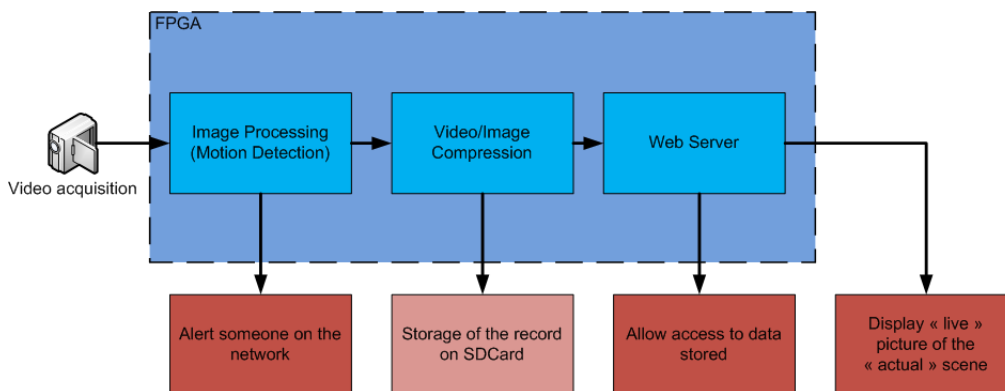 FPGA
Image Processing
(Motion Detection)
Video/Image
Compression
Web Server
Video acquisition
Alert someone on the
network
Storage of the record
on SDCard
Allow access to data
stored
Display « live »
picture of the
« actual » scene